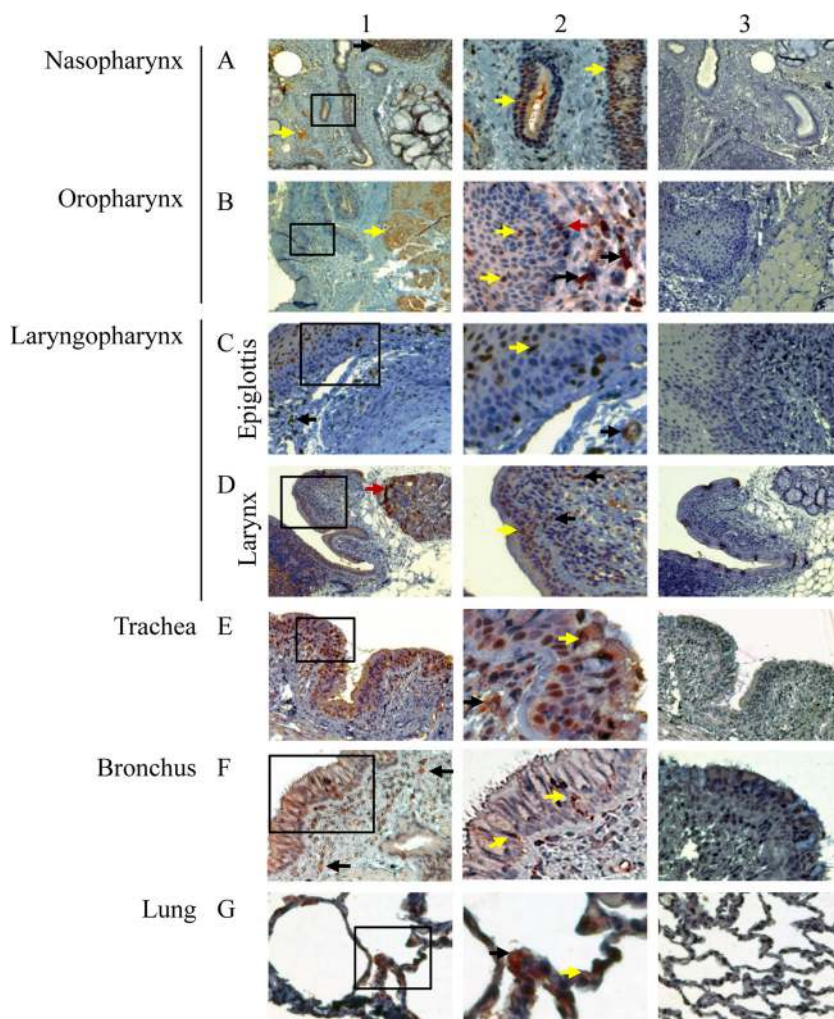 1 2 3
Nasopharynx A
Oropharynx B
Laryngopharynx C
Epiglottis
D
Larynx
Trachea E
Bronchus F
Lung G